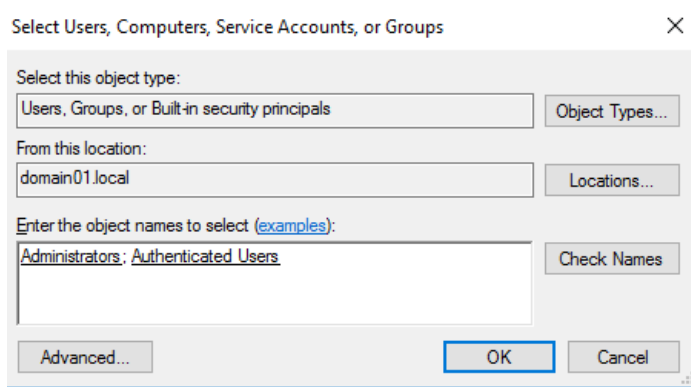 Select Users, Computers, Service Accounts, or Groups
Select this object type:
Users, Groups, or Built-in security principals
Object Types...
From this location:
domain01.local
Locations...
Enter the object names to select (examples):
Administrators; Authenticated Users
Check Names
Advanced...
OK
Cancel